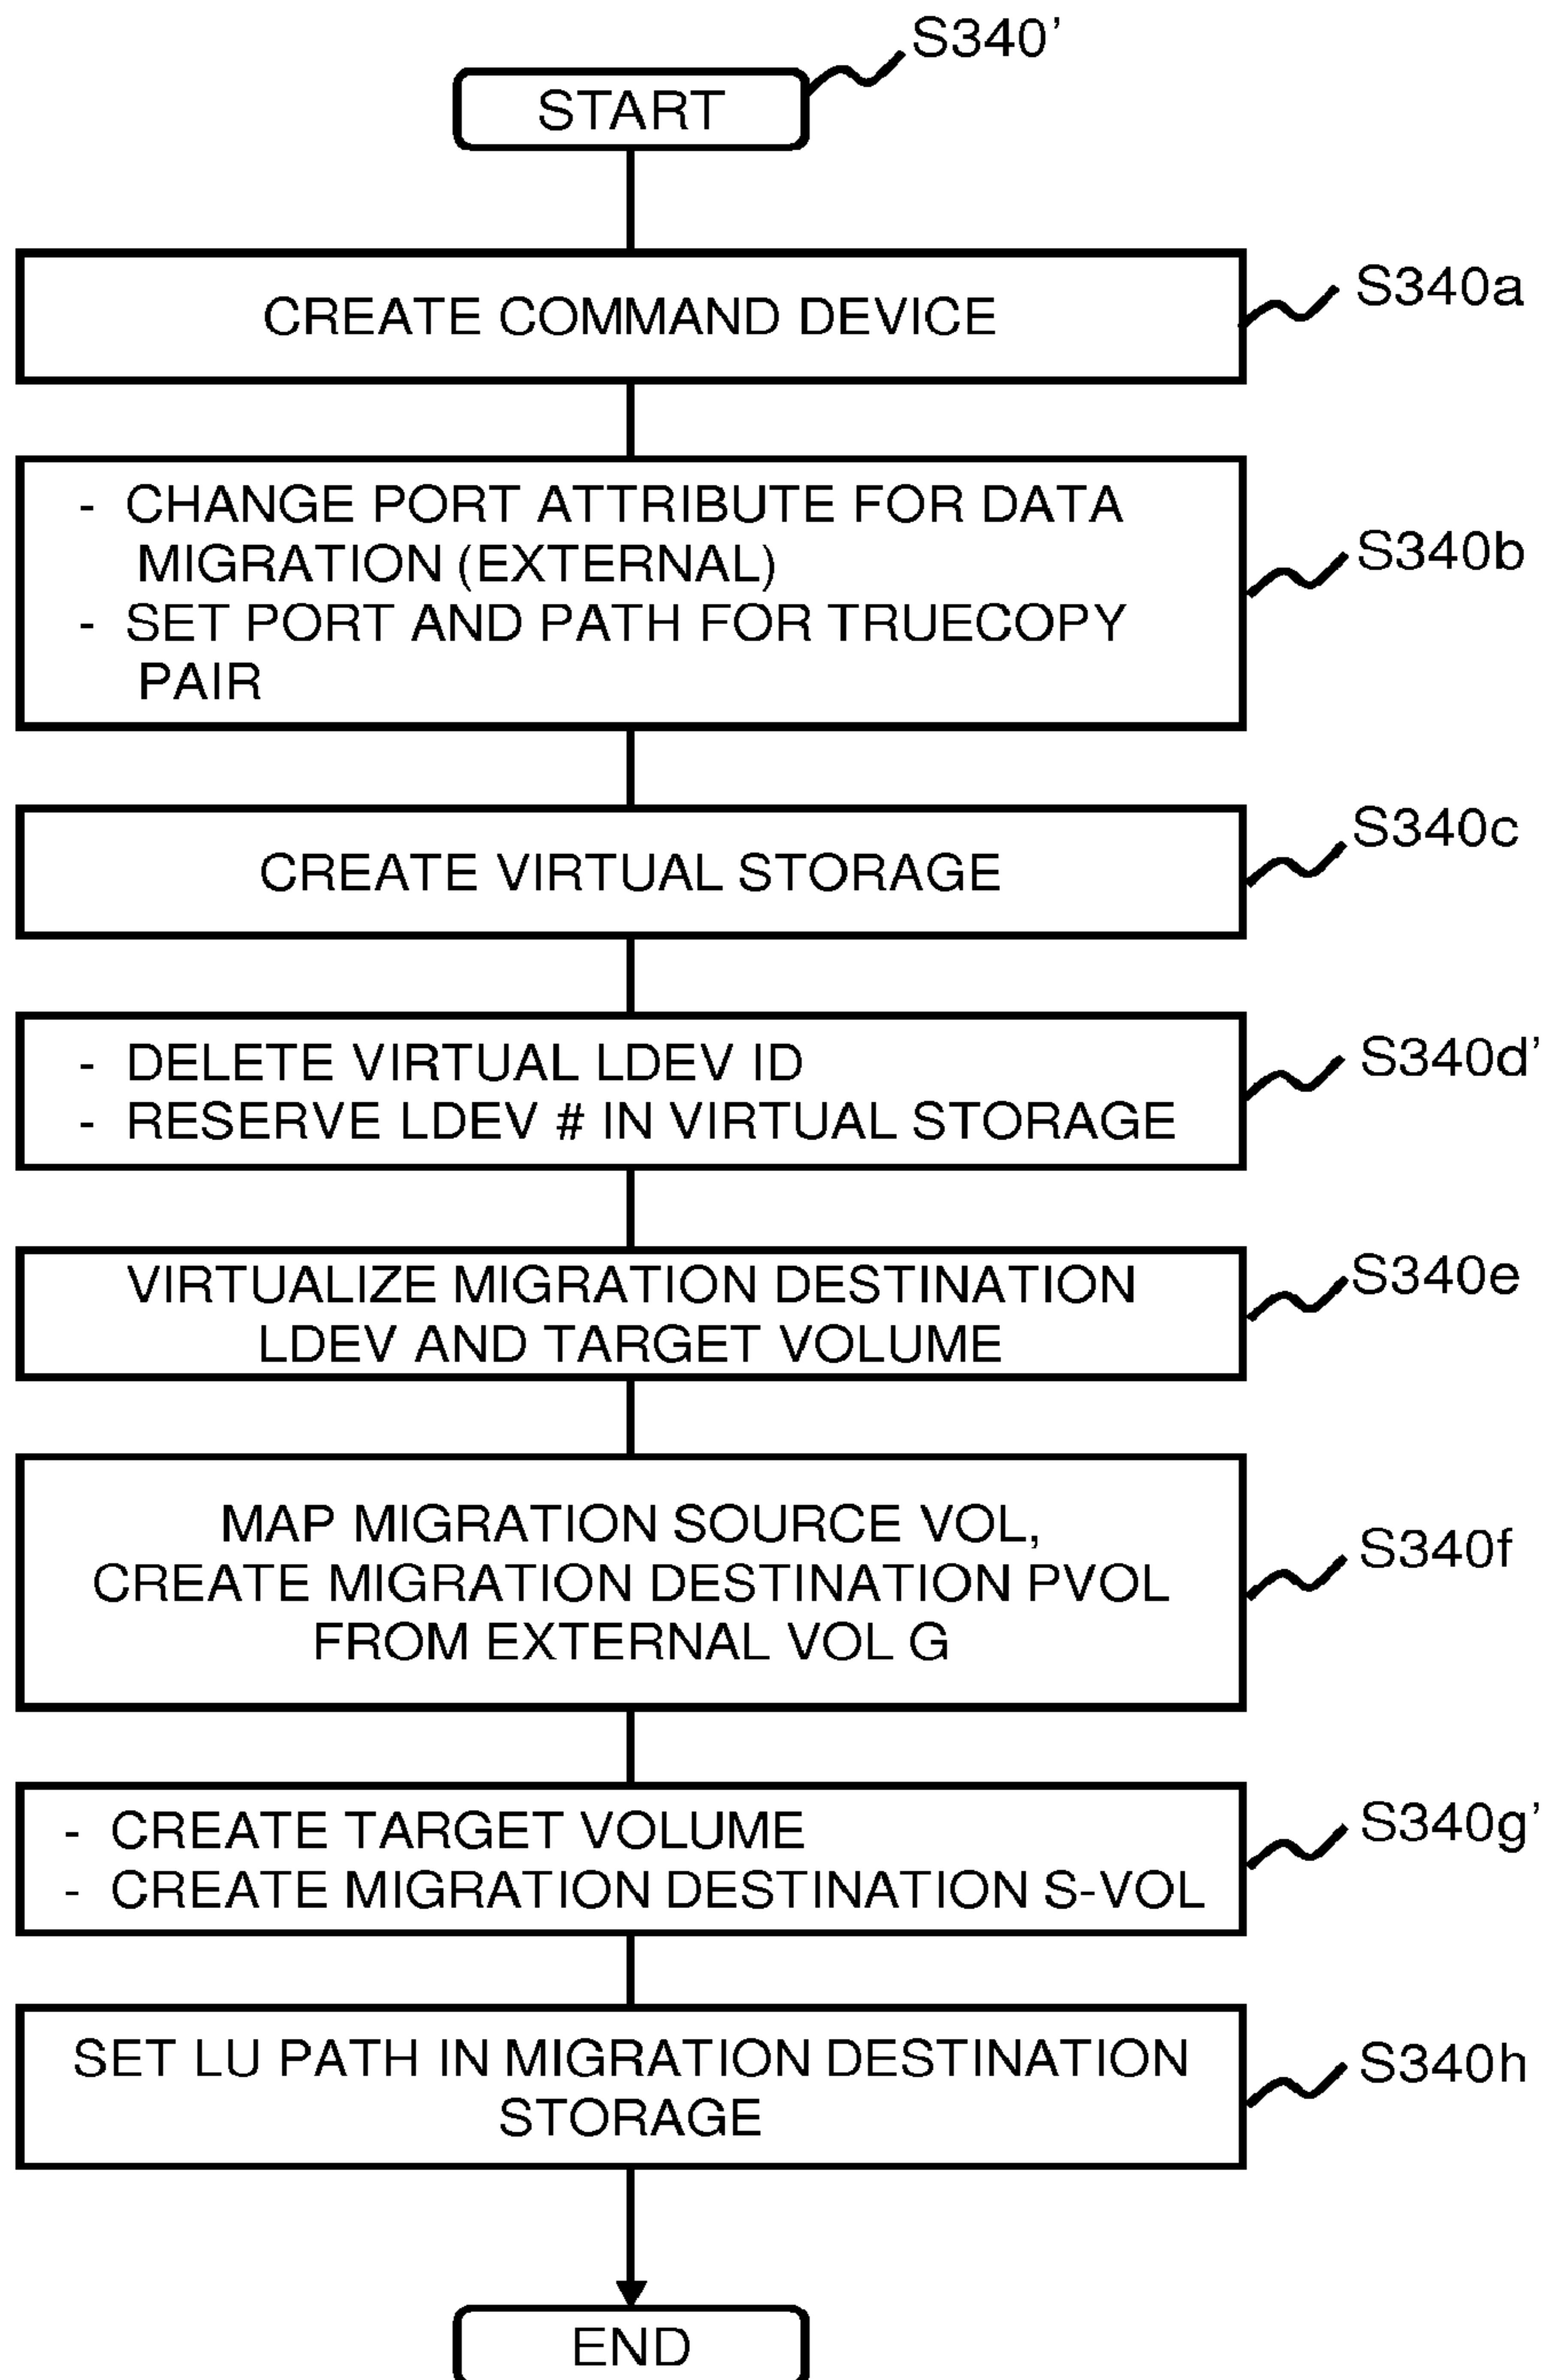 S340'
START
S340a
CREATE COMMAND DEVICE
- CHANGE PORT ATTRIBUTE FOR DATA
MIGRATION (EXTERNAL)
S340b
- SET PORT AND PATH FOR TRUECOPY
PAIR
S340c
CREATE VIRTUAL STORAGE
S340d'
- DELETE VIRTUAL LDEV ID
- RESERVE LDEV # IN VIRTUAL STORAGE
S340e
VIRTUALIZE MIGRATION DESTINATION
LDEV AND TARGET VOLUME
MAP MIGRATION SOURCE VOL,
S340f
CREATE MIGRATION DESTINATION PVOL
FROM EXTERNAL VOL G
S340g'
- CREATE TARGET VOLUME
- CREATE MIGRATION DESTINATION S-VOL
S340h
SET LU PATH IN MIGRATION DESTINATION
STORAGE
END